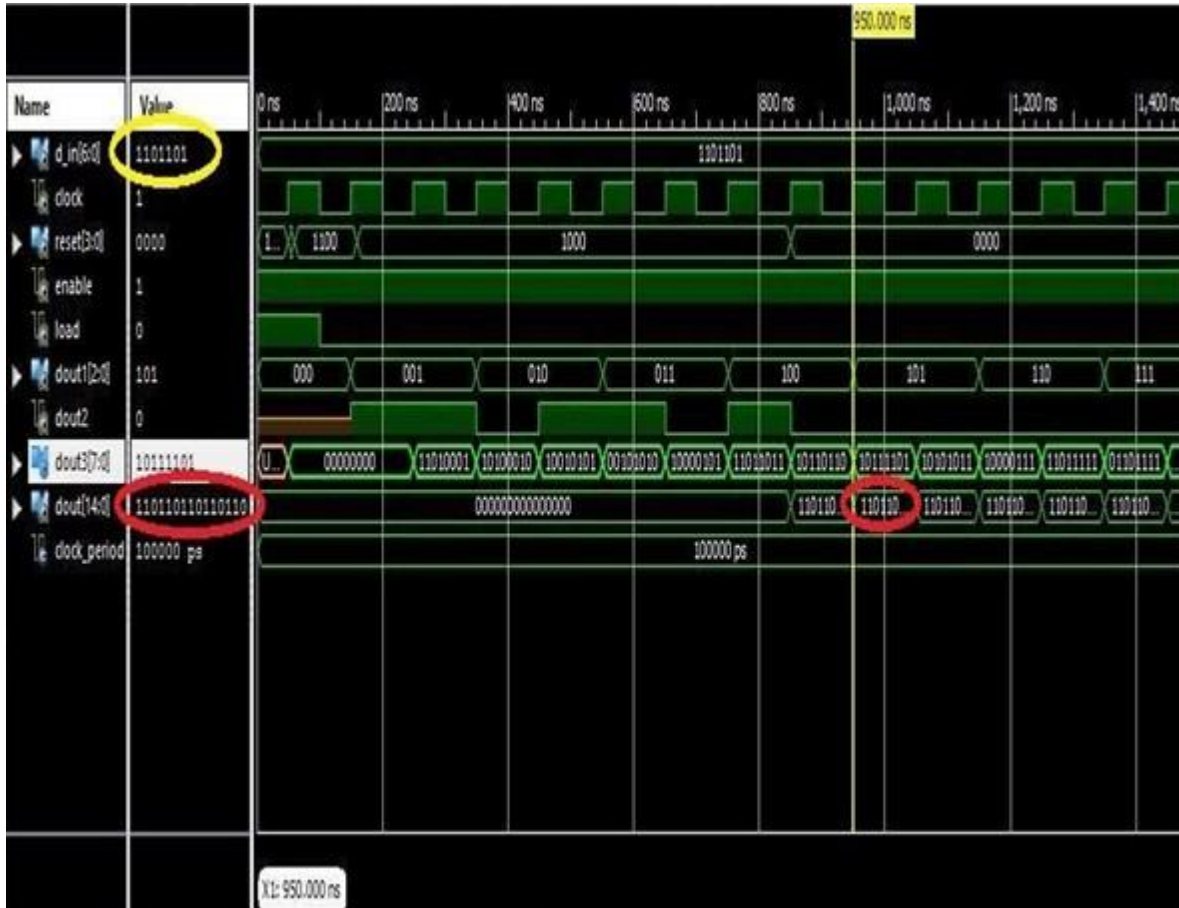 950.000 ns
Name Value 0 ns 200 ns 400 ns 600 ns 800 ns 1,000 ns 1,200 ns 1,400 ns
d_in[6:0] 1101101 1101101
clock 1
reset[3:0] 0000 1... 1100 1000 0000
enable 1
load 0
dout1[2:0] 101 000 001 010 011 100 101 110 111
dout2 0
dout3[7:0] 10111101 U... 00000000 11010001 10100010 10010101 00101010 10000101 11011011 10110110 10111101 10101011 10000111 11011111 01101111
dout[14:0] 110110110110110 000000000000000 110110... 110110... 110110... 110110... 110110... 110110...
clock_period 100000 ps 100000 ps
X1: 950.000 ns